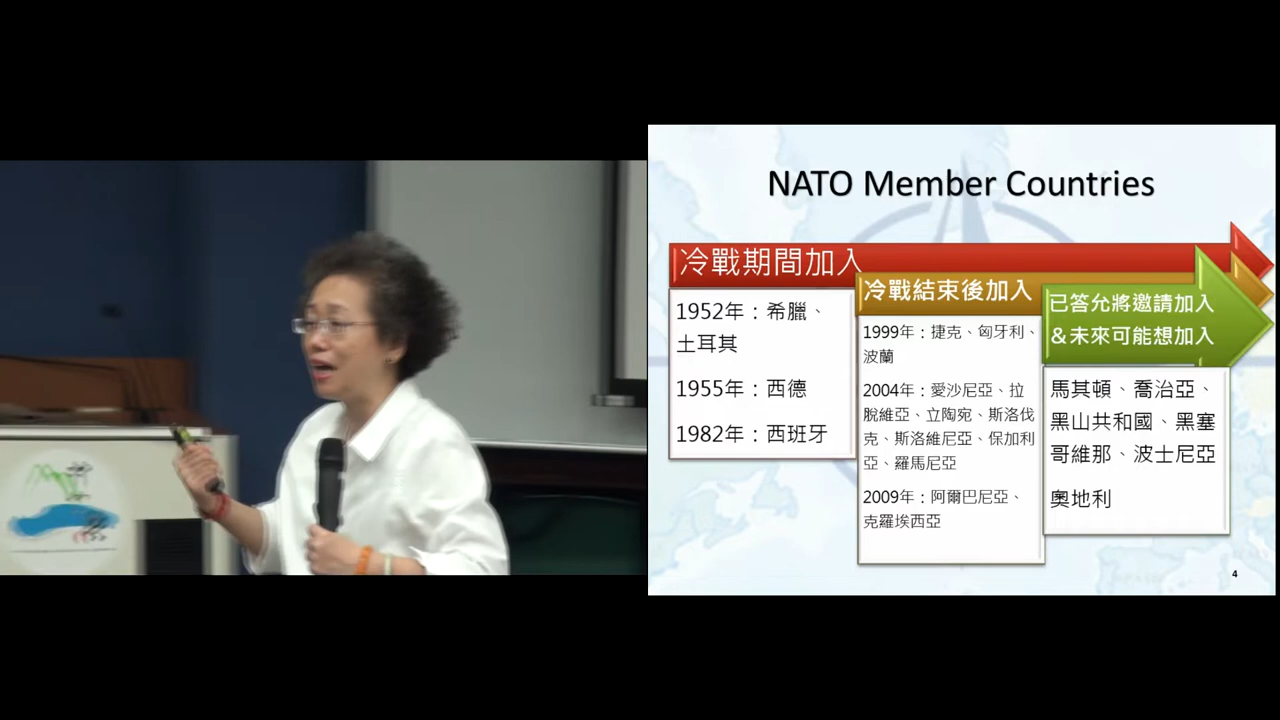 NATO Member Countries
冷戰期間加入
1952年：希臘、
土耳其
1955年：西德
1982年：西班牙
冷戰結束後加入
1999年：捷克、匈牙利、
波蘭
2004年：愛沙尼亞、拉
脫維亞、立陶宛、斯洛伐
克、斯洛維尼亞、保加利
亞、羅馬尼亞
2009年：阿爾巴尼亞、
克羅埃西亞
已答允將邀請加入
＆未來可能想加入
馬其頓、喬治亞、
黑山共和國、黑塞
哥維那、波士尼亞
奧地利
4